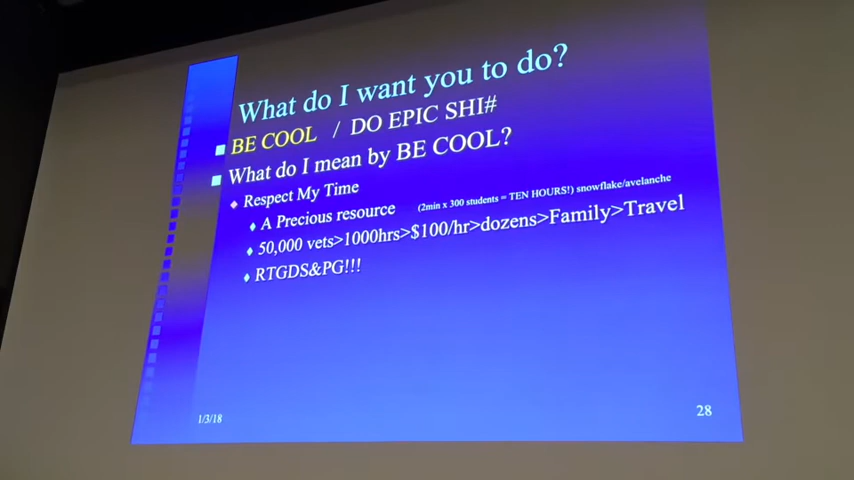 What do I want you to do?
BE COOL / DO EPIC SHI#
What do I mean by BE COOL?
Respect My Time
A Precious resource (2min x 300 students = TEN HOURS!) snowflake/avelanche
50,000 vets>1000hrs>$100/hr>dozens>Family>Travel
RTGDS&PG!!!
1/3/18
28